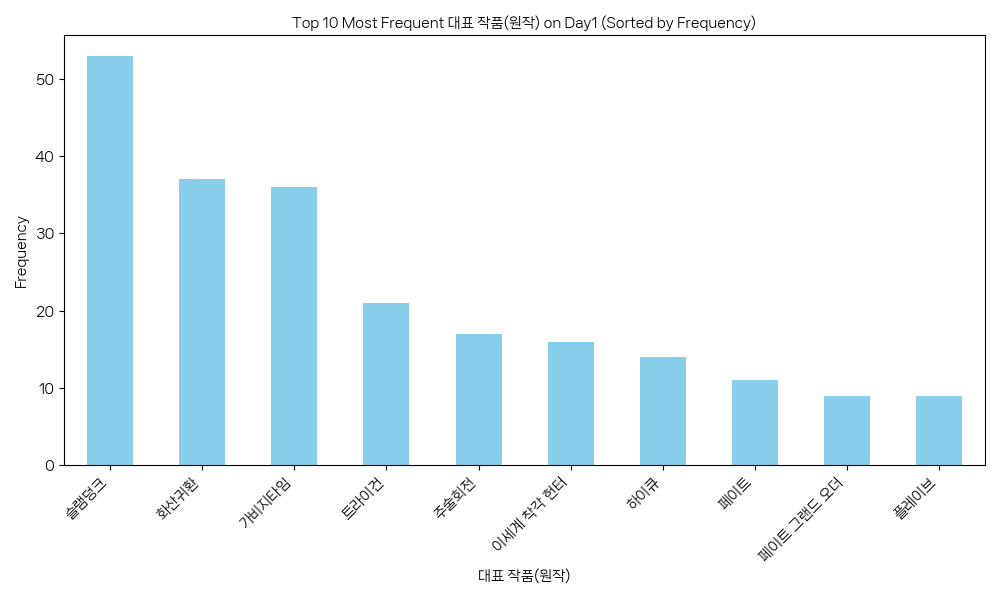 Top 10 Most Frequent 대표 작품(원작) on Day1 (Sorted by Frequency)
Frequency
50
40
30
20
10
0
슬램덩크
화산귀환
가비지타임
트라이건
주술회전
이세계 착각 헌터
하이큐
페이트
페이트 그랜드 오더
플레이브
대표 작품(원작)